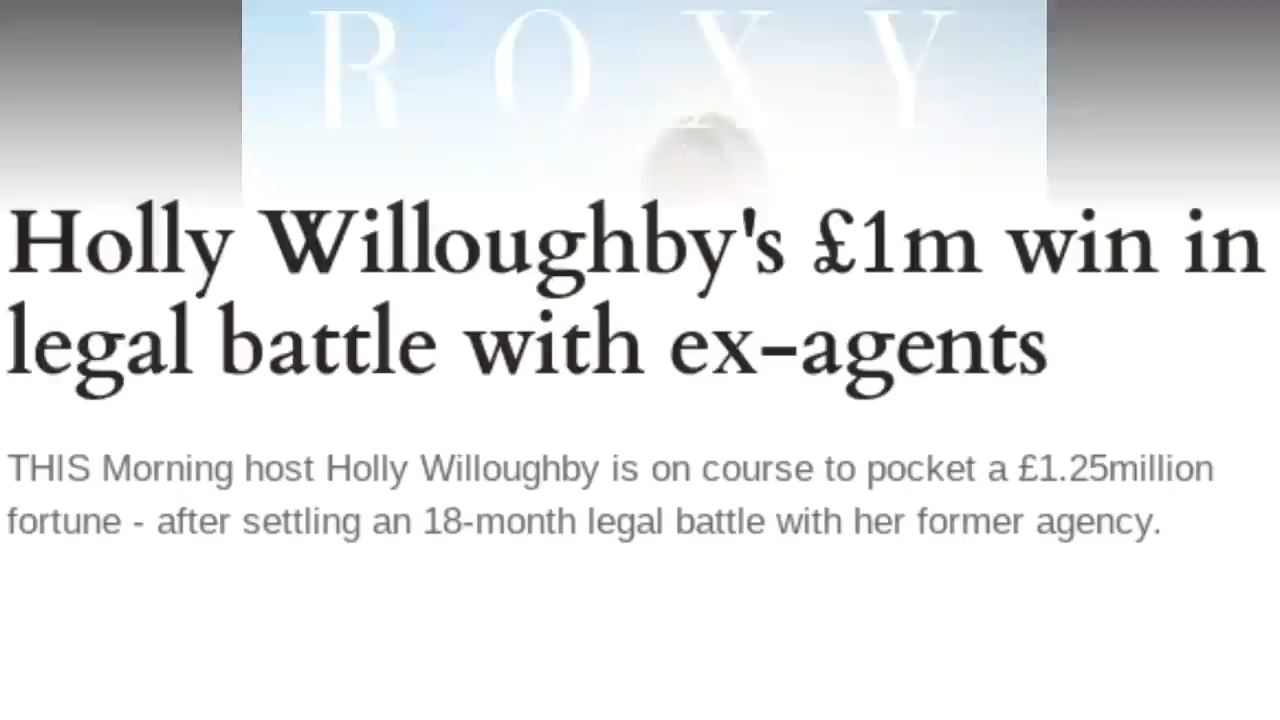 ROXY
Holly Willoughby's £1m win in
legal battle with ex-agents
THIS Morning host Holly Willoughby is on course to pocket a £1.25million
fortune - after settling an 18-month legal battle with her former agency.